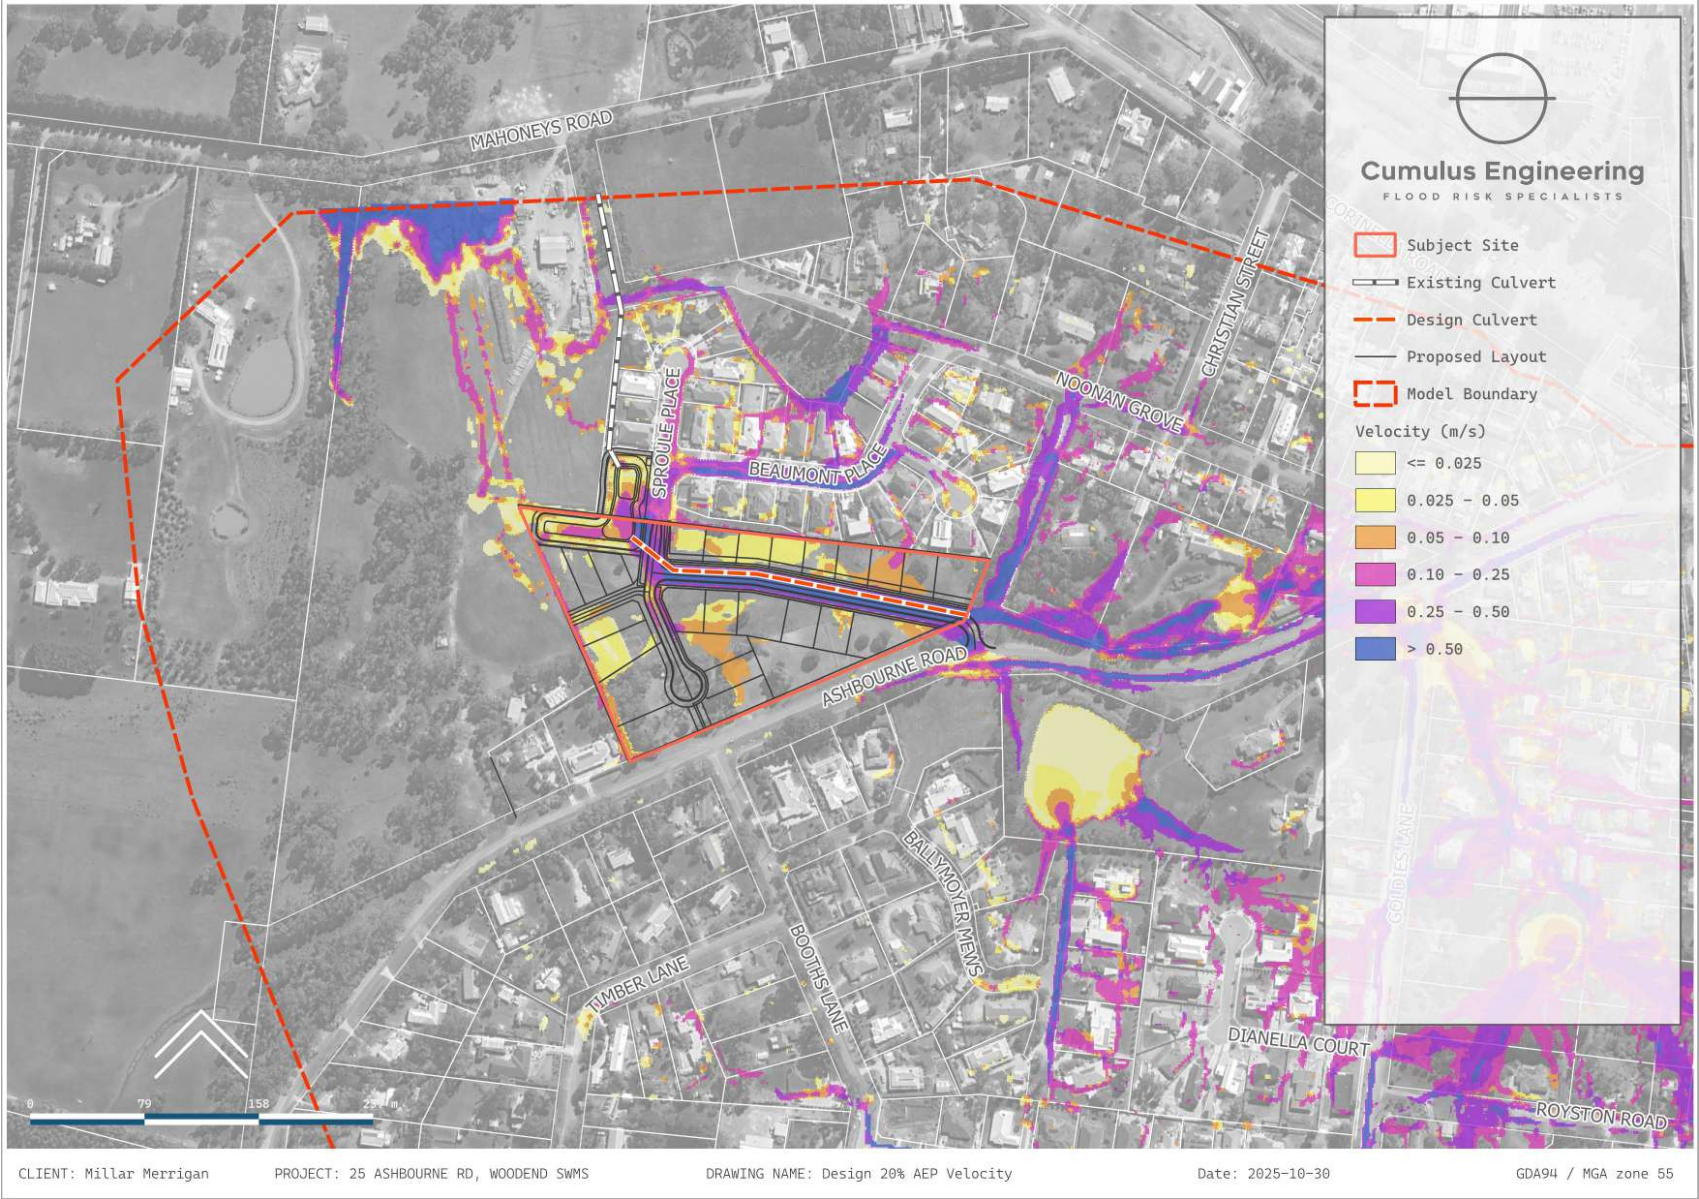 MAHONEYS ROAD
CHRISTIAN STREET
NOONAN GROVE
SPROULE PLACE
BEAUMONT PLACE
ASHBOURNE ROAD
BALLYMOYER MEWS
BOOTHS LANE
TIMBER LANE
DIANELLA COURT
ROYSTON ROAD
GOLDIES LANE
Cumulus Engineering
FLOOD RISK SPECIALISTS
Subject Site
Existing Culvert
Design Culvert
Proposed Layout
Model Boundary
Velocity (m/s)
<= 0.025
0.025 - 0.05
0.05 - 0.10
0.10 - 0.25
0.25 - 0.50
> 0.50
0 79 158 m
CLIENT: Millar Merrigan PROJECT: 25 ASHBOURNE RD, WOODEND SWMS DRAWING NAME: Design 20% AEP Velocity Date: 2025-10-30 GDA94 / MGA zone 55